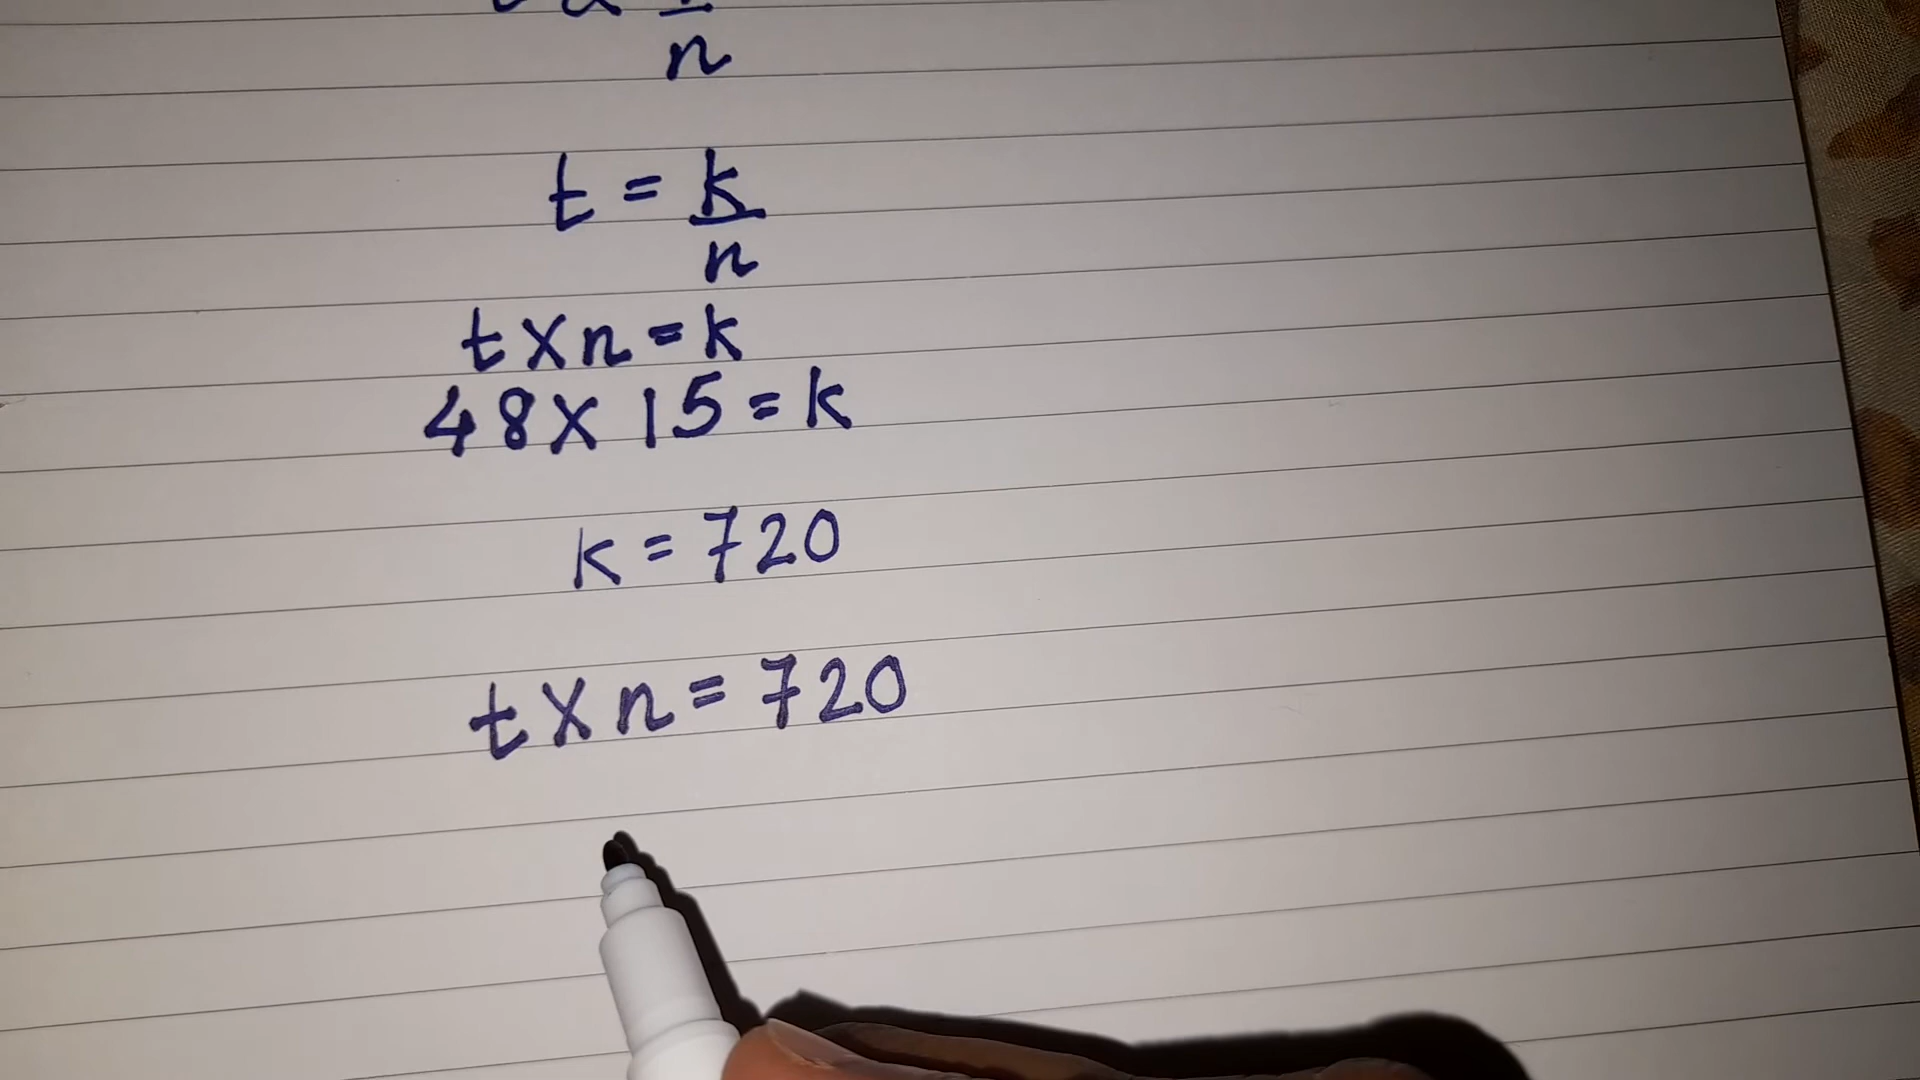 n
t = k
n
t x n = k
48 x 15 = k
k = 720
t x n = 720